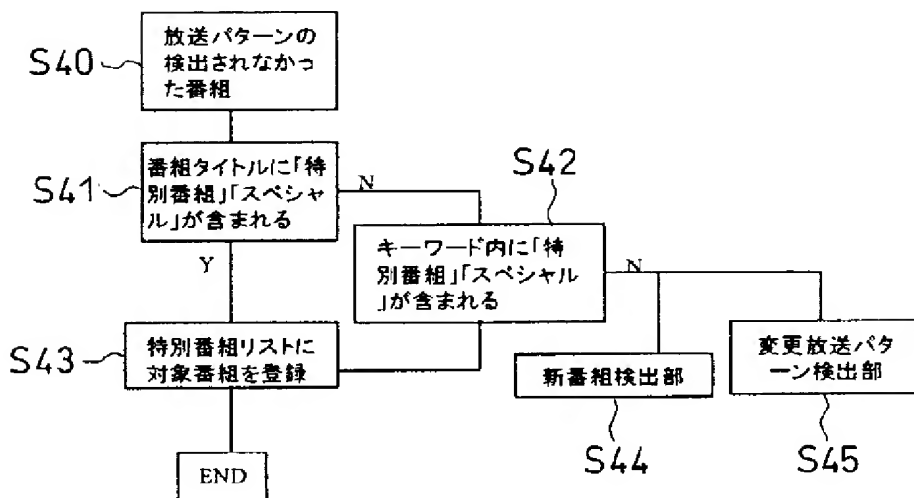 S40
放送パターンの
検出されなかっ
た番組
S41
番組タイトルに「特
別番組」「スペシャ
ル」が含まれる
N
Y
S42
キーワード内に「特
別番組」「スペシャル
」が含まれる
N
S43
特別番組リストに
対象番組を登録
新番組検出部
S44
変更放送パタ
ーン検出部
S45
END